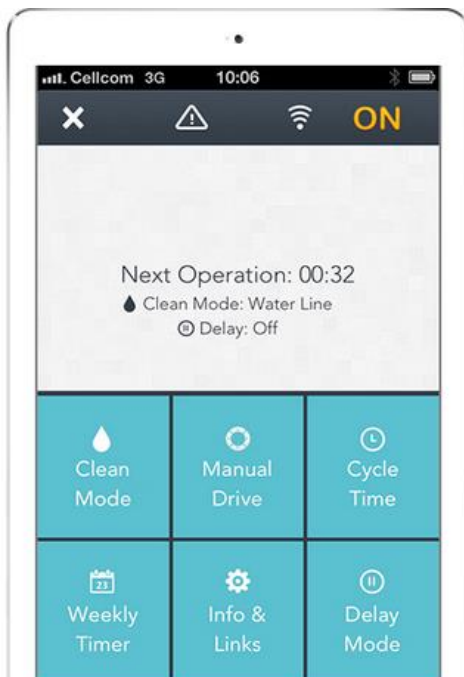 Cellcom 3G 10:06
ON
Next Operation: 00:32
Clean Mode: Water Line
Delay: Off
Clean
Mode
Manual
Drive
Cycle
Time
23
Weekly
Timer
Info &
Links
Delay
Mode